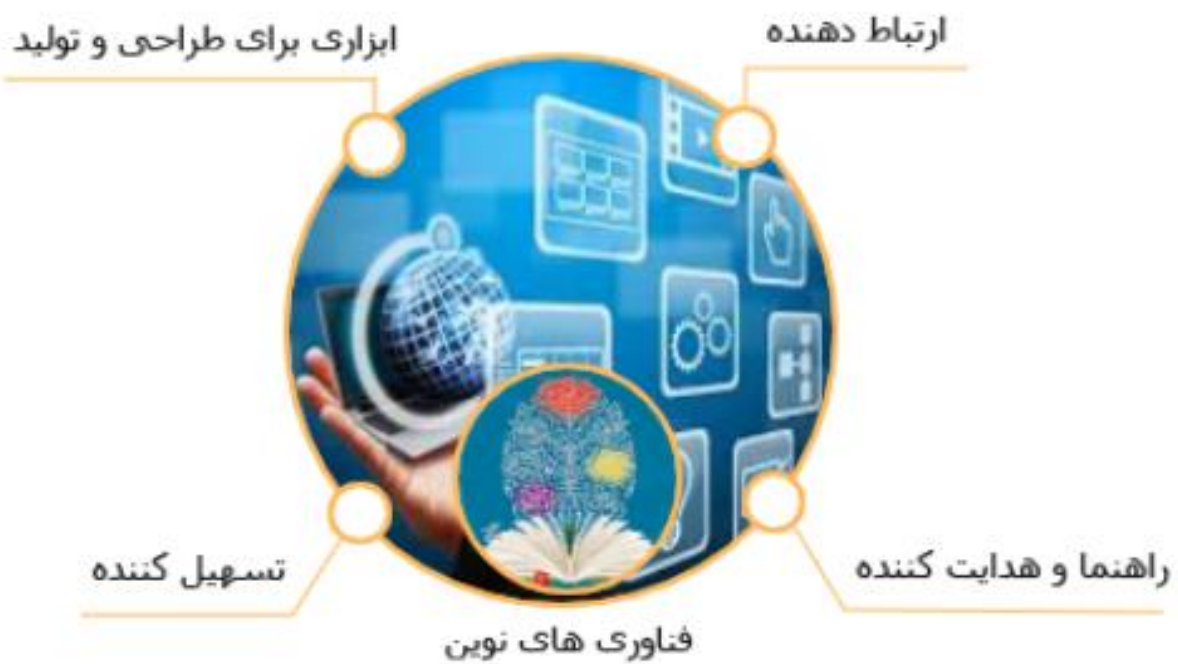 ارتباط دهنده
ابزاری برای طراحی و تولید
راهنما و هدایت کننده
تسهیل کننده
فناوری های نوین